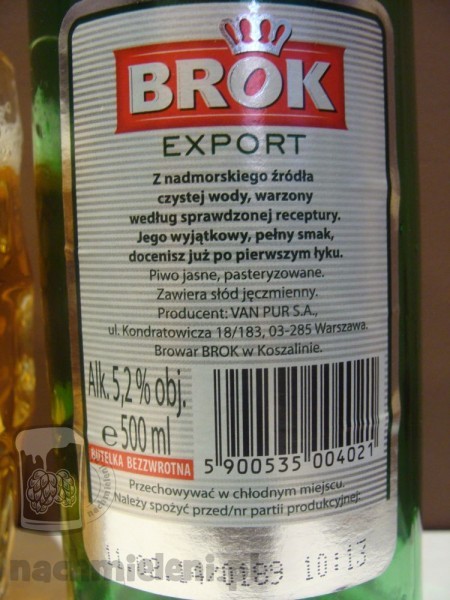 BROK
EXPORT
Z nadmorskiego źródła
czystej wody, warzony
według sprawdzonej receptury.
Jego wyjątkowy, pełny smak,
docenisz już po pierwszym łyku.
Piwo jasne, pasteryzowane.
Zawiera słód jęczmienny.
Producent: VAN PUR S.A.,
ul. Kondratowicza 18/183, 03-285 Warszawa.
Browar BROK w Koszalinie.
Alk. 5,2% obj.
e 500 ml
BUTELKA BEZZWROTNA
5 900535 004021
Przechowywać w chłodnym miejscu.
Należy spożyć przed/nr partii produkcyjnej:
10:13